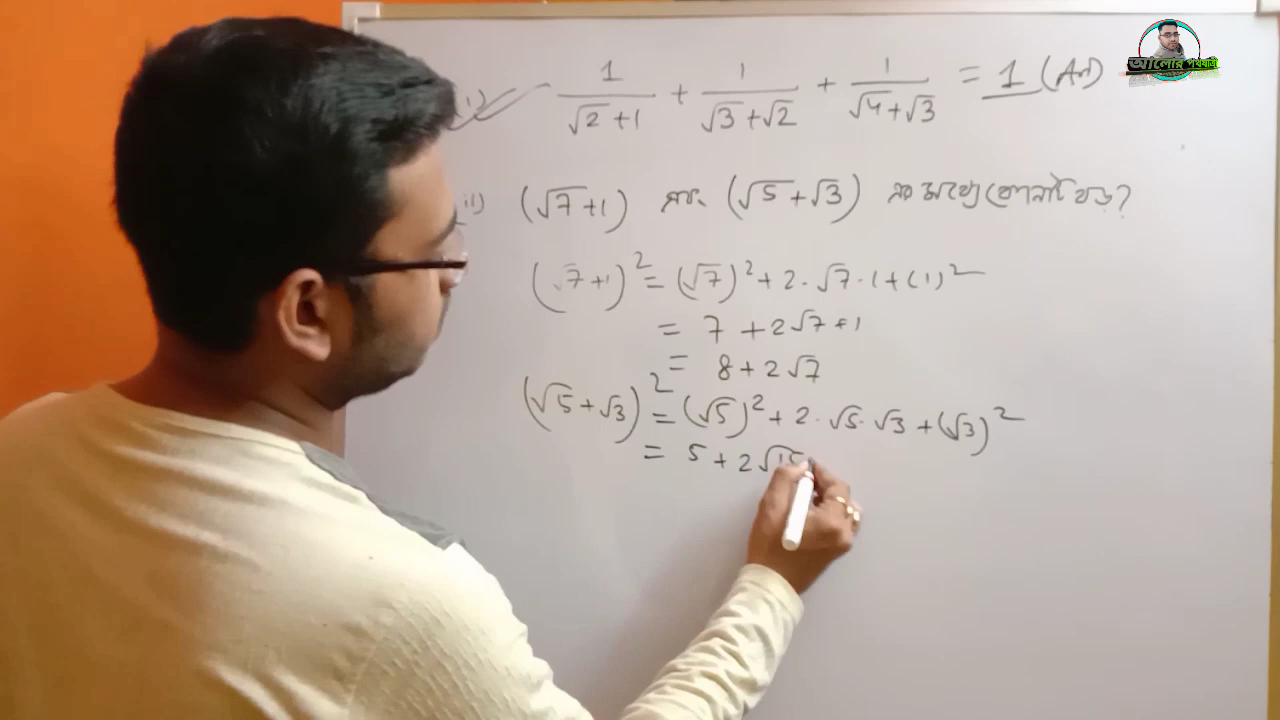 আলোর পথযাত্রী
i) 1/(√2+1) + 1/(√3+√2) + 1/(√4+√3) = 1 (Ans)
ii) (√7+1) এবং (√5+√3) এর মধ্যে কোনটি বড়?
(√7+1)² = (√7)² + 2·√7·1+(1)²
= 7 + 2√7+1
= 8+2√7
(√5+√3)² = (√5)² + 2·√5·√3 + (√3)²
= 5+2√15